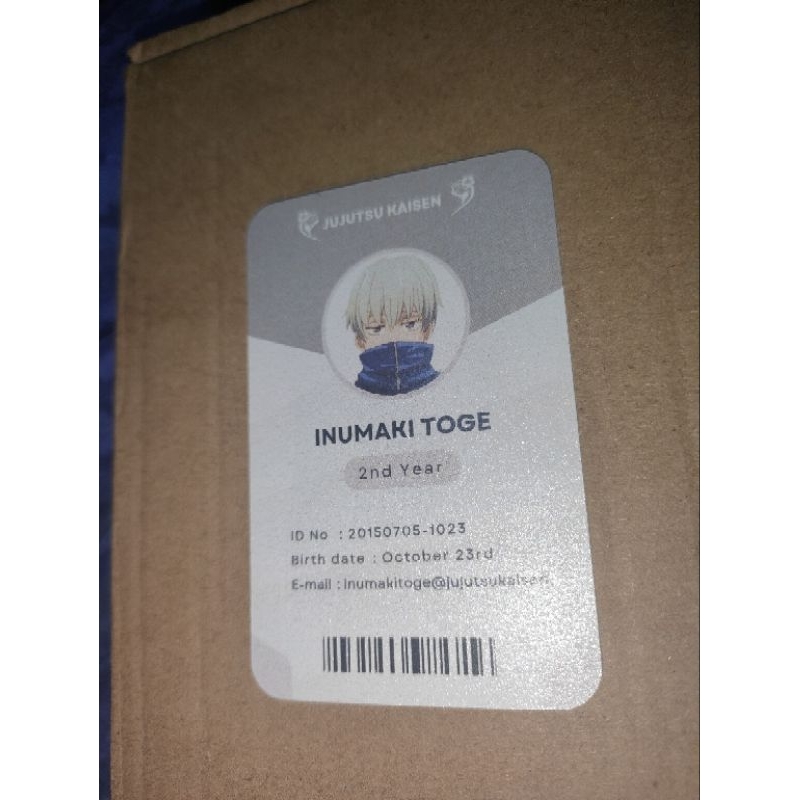 JUJUTSU KAISEN
INUMAKI TOGE
2nd Year
ID No : 20150705-1023
Birth date : October 23rd
E-mail : inumakitoge@jujutsukaisen